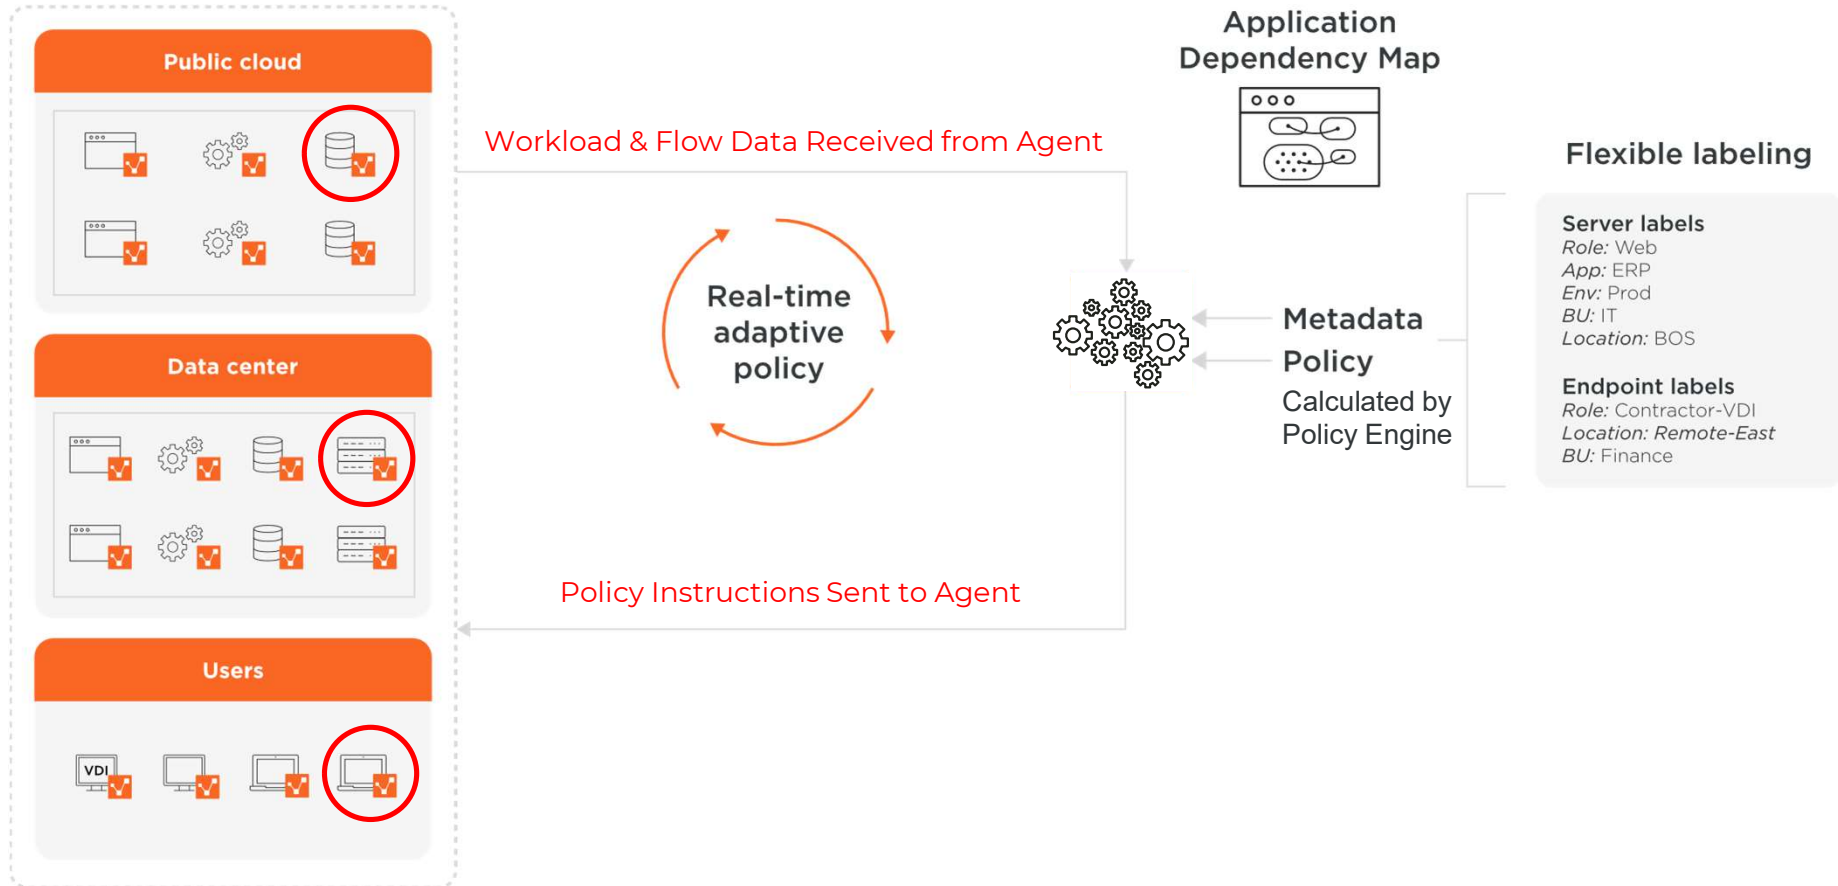 Public cloud
Data center
Users
VDI
Workload & Flow Data Received from Agent
Real-time
adaptive
policy
Policy Instructions Sent to Agent
Application
Dependency Map
Metadata
Policy
Calculated by
Policy Engine
Flexible labeling
Server labels
Role: Web
App: ERP
Env: Prod
BU: IT
Location: BOS
Endpoint labels
Role: Contractor-VDI
Location: Remote-East
BU: Finance